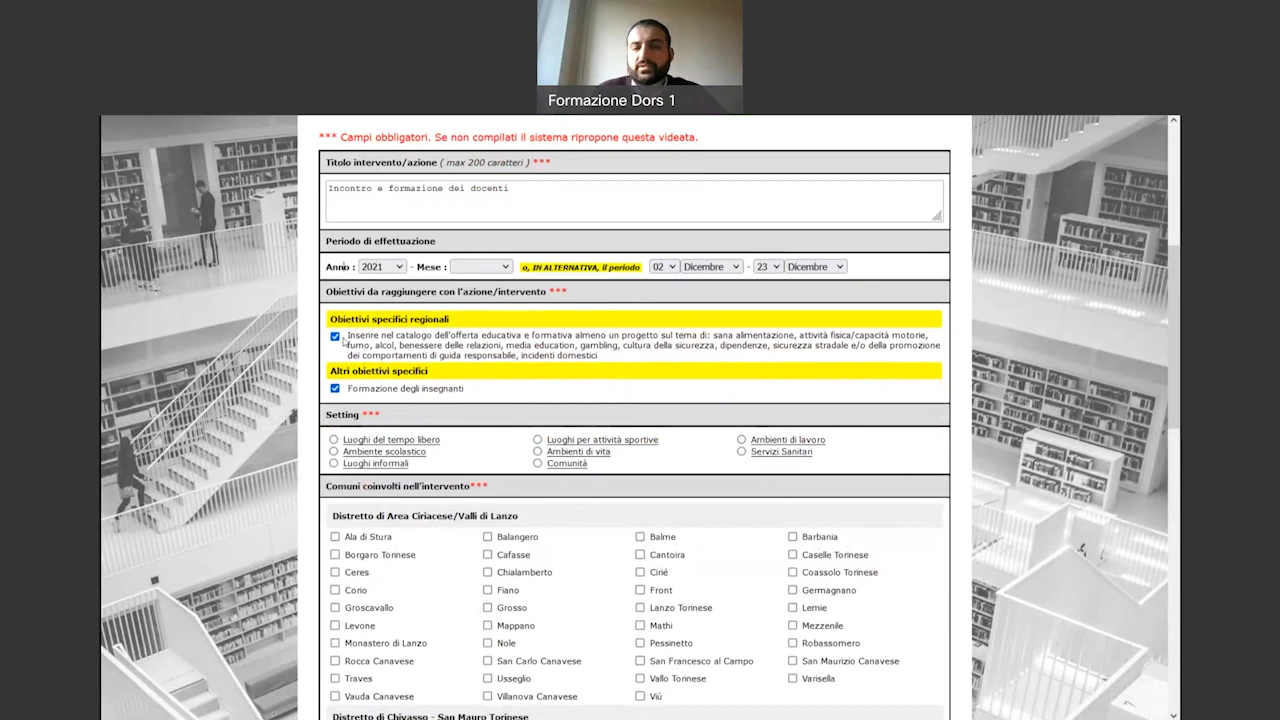 Formazione Dors 1
*** Campi obbligatori. Se non compilati il sistema ripropone questa videata.
Titolo intervento/azione ( max 200 caratteri ) ***
Incontro e formazione dei docenti
Periodo di effettuazione
Anno : 2021 - Mese : o, IN ALTERNATIVA, il periodo 02 Dicembre - 23 Dicembre
Obiettivi da raggiungere con l'azione/intervento ***
Obiettivi specifici regionali
Inserire nel catalogo dell'offerta educativa e formativa almeno un progetto sul tema di: sana alimentazione, attività fisica/capacità motorie,
fumo, alcol, benessere delle relazioni, media education, gambling, cultura della sicurezza, dipendenze, sicurezza stradale e/o della promozione
dei comportamenti di guida responsabile, incidenti domestici
Altri obiettivi specifici
Formazione degli insegnanti
Setting ***
Luoghi del tempo libero Luoghi per attività sportive Ambienti di lavoro
Ambiente scolastico Ambienti di vita Servizi Sanitari
Luoghi informali Comunità
Comuni coinvolti nell'intervento***
Distretto di Area Ciriacese/Valli di Lanzo
Ala di Stura Balangero Balme Barbania
Borgaro Torinese Cafasse Cantoira Caselle Torinese
Ceres Chialamberto Cirié Coassolo Torinese
Corio Fiano Front Germagnano
Groscavallo Grosso Lanzo Torinese Lemie
Levone Mappano Mathi Mezzenile
Monastero di Lanzo Nole Pessinetto Robassomero
Rocca Canavese San Carlo Canavese San Francesco al Campo San Maurizio Canavese
Traves Usseglio Vallo Torinese Varisella
Vauda Canavese Villanova Canavese Viù
Distretto di Chivasso - San Mauro Torinese